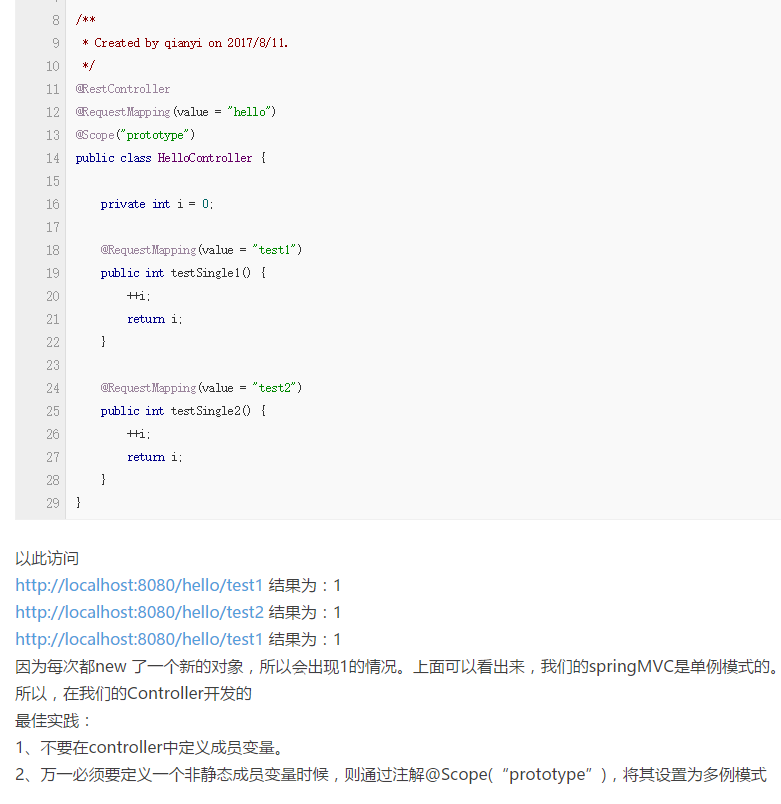 8 /**
9 * Created by qianyi on 2017/8/11.
10 */
11 @RestController
12 @RequestMapping(value = "hello")
13 @Scope("prototype")
14 public class HelloController {
15
16 private int i = 0;
17
18 @RequestMapping(value = "test1")
19 public int testSingle1() {
20 ++i;
21 return i;
22 }
23
24 @RequestMapping(value = "test2")
25 public int testSingle2() {
26 ++i;
27 return i;
28 }
29 }
以此访问
http://localhost:8080/hello/test1 结果为：1
http://localhost:8080/hello/test2 结果为：1
http://localhost:8080/hello/test1 结果为：1
因为每次都new 了一个新的对象，所以会出现1的情况。上面可以看出来，我们的springMVC是单例模式的。
所以，在我们的Controller开发的
最佳实践：
1、不要在controller中定义成员变量。
2、万一必须要定义一个非静态成员变量时候，则通过注解@Scope(“prototype”)，将其设置为多例模式